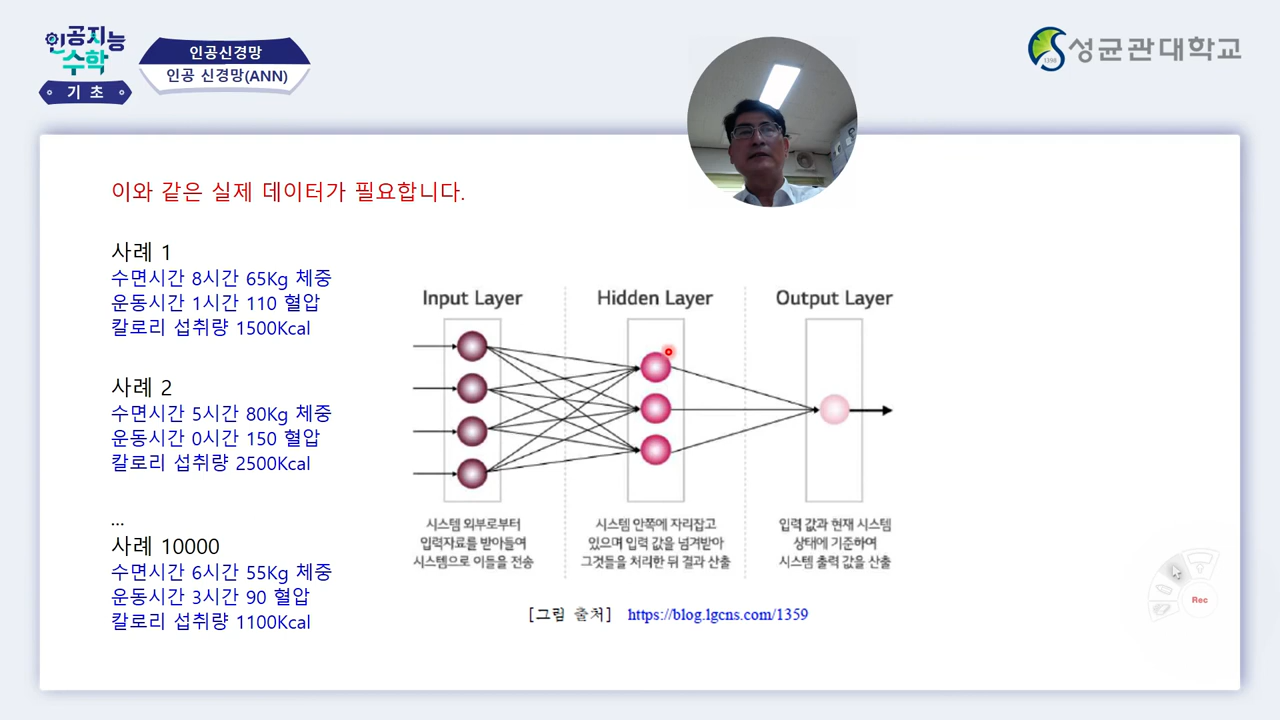 인공지능
수학
기초
인공신경망
인공 신경망(ANN)
1398
성균관대학교
이와 같은 실제 데이터가 필요합니다.
사례 1
수면시간 8시간 65Kg 체중
운동시간 1시간 110 혈압
칼로리 섭취량 1500Kcal
사례 2
수면시간 5시간 80Kg 체중
운동시간 0시간 150 혈압
칼로리 섭취량 2500Kcal
...
사례 10000
수면시간 6시간 55Kg 체중
운동시간 3시간 90 혈압
칼로리 섭취량 1100Kcal
Input Layer
시스템 외부로부터
입력자료를 받아들여
시스템으로 이들을 전송
Hidden Layer
시스템 안쪽에 자리잡고
있으며 입력 값을 넘겨받아
그것들을 처리한 뒤 결과 산출
Output Layer
입력 값과 현재 시스템
상태에 기준하여
시스템 출력 값을 산출
[그림 출처] https://blog.lgcns.com/1359
Rec